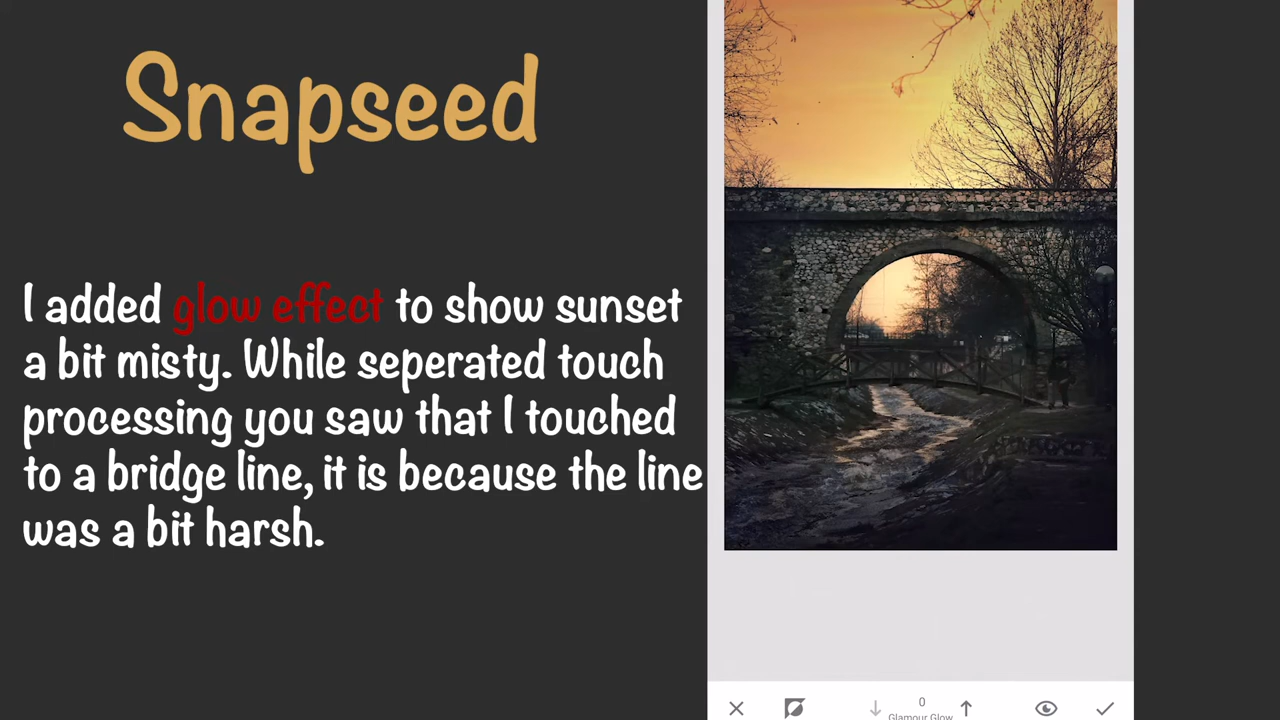 Snapseed
I added glow effect to show sunset
a bit misty. While seperated touch
processing you saw that I touched
to a bridge line, it is because the line
was a bit harsh.
0
Glamour Glow